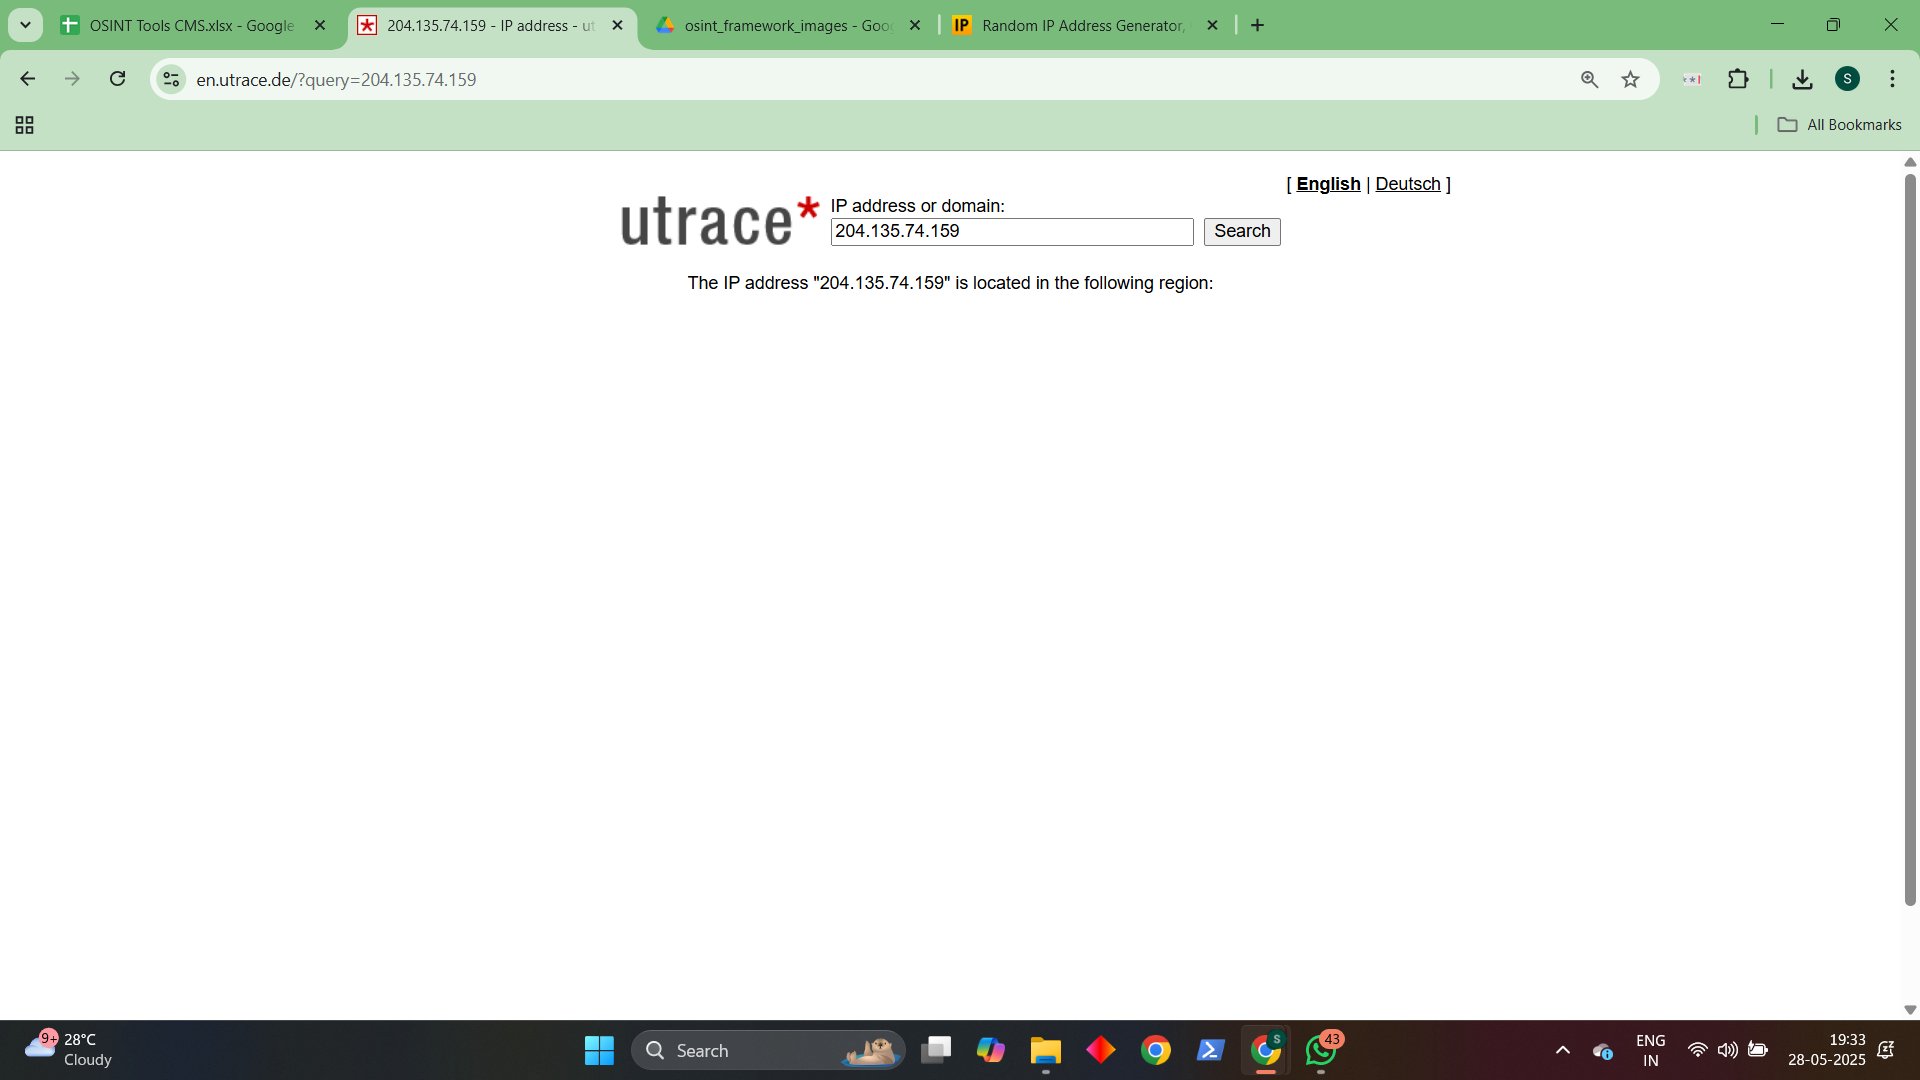 OSINT Tools CMS.xlsx - Google
204.135.74.159 - IP address - ut
osint_framework_images - Goo
IP Random IP Address Generator,
en.utrace.de/?query=204.135.74.159
S
All Bookmarks
[ English | Deutsch ]
utrace*
IP address or domain:
204.135.74.159
Search
The IP address "204.135.74.159" is located in the following region:
9+
28°C
Cloudy
Search
S
43
ENG
IN
19:33
28-05-2025